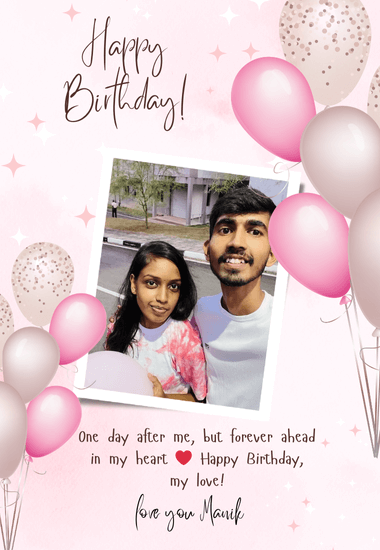 Happy
Birthday!
One day after me, but forever ahead
in my heart ❤ Happy Birthday,
my love!
love you Manik